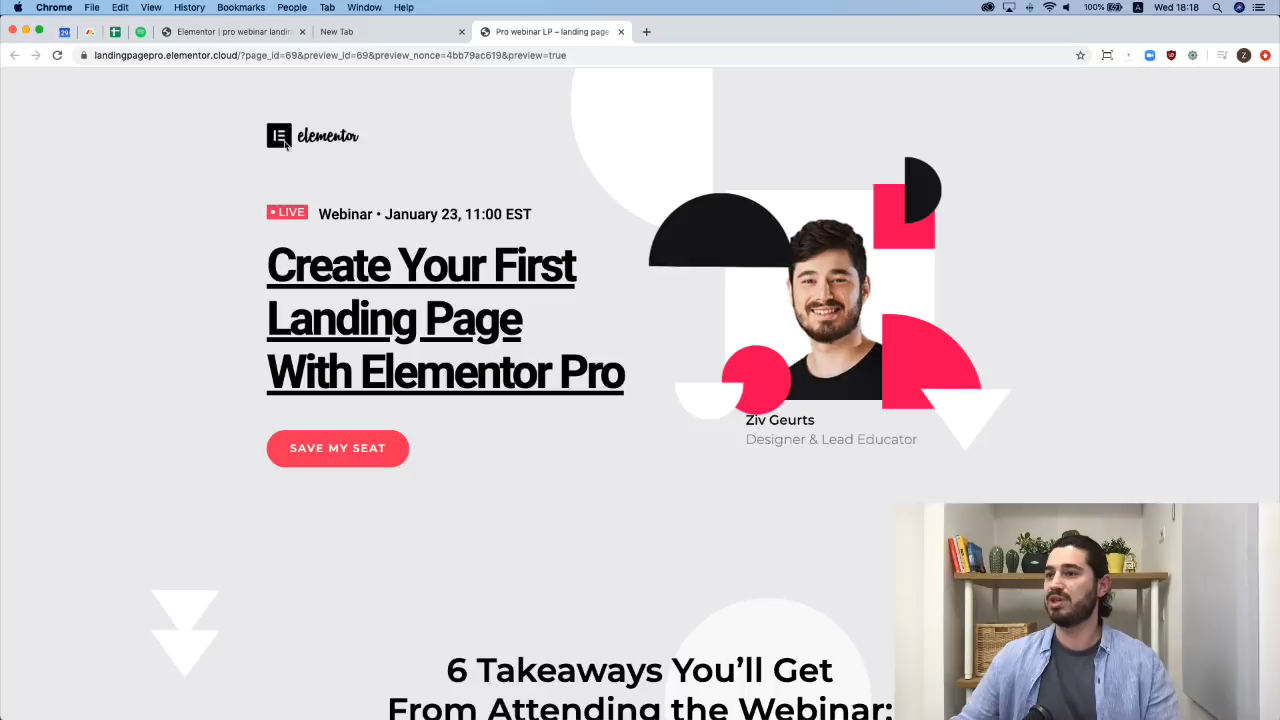 Chrome File Edit View History Bookmarks People Tab Window Help
100% A Wed 18:18
Elementor | pro webinar landin
New Tab
Pro webinar LP – landing page
landingpagepro.elementor.cloud/?page_id=69&preview_id=69&preview_nonce=4bb79ac619&preview=true
Z
elementor
• LIVE Webinar • January 23, 11:00 EST
Create Your First
Landing Page
With Elementor Pro
SAVE MY SEAT
Ziv Geurts
Designer & Lead Educator
6 Takeaways You’ll Get
From Attending the Webinar: